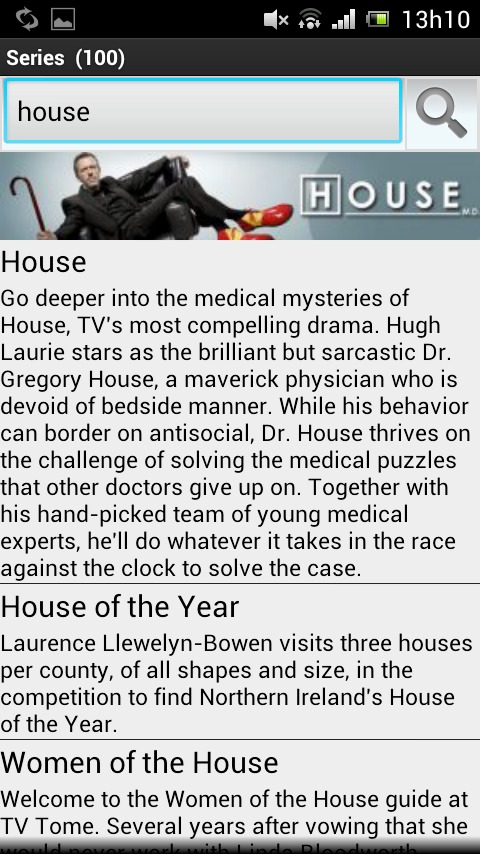 13h10
Series (100)
house
HOUSE M.D.
House
Go deeper into the medical mysteries of
House, TV's most compelling drama. Hugh
Laurie stars as the brilliant but sarcastic Dr.
Gregory House, a maverick physician who is
devoid of bedside manner. While his behavior
can border on antisocial, Dr. House thrives on
the challenge of solving the medical puzzles
that other doctors give up on. Together with
his hand-picked team of young medical
experts, he'll do whatever it takes in the race
against the clock to solve the case.
House of the Year
Laurence Llewelyn-Bowen visits three houses
per county, of all shapes and size, in the
competition to find Northern Ireland's House
of the Year.
Women of the House
Welcome to the Women of the House guide at
TV Tome. Several years after vowing that she
would never work with Linda Bloodworth